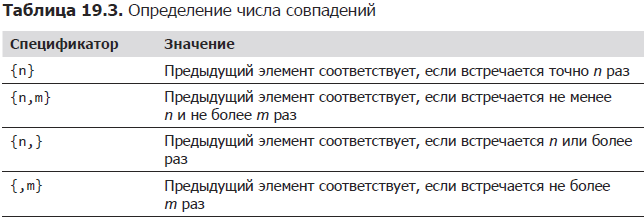 Таблица 19.3. Определение числа совпадений
Спецификатор Значение
{n} Предыдущий элемент соответствует, если встречается точно n раз
{n,m} Предыдущий элемент соответствует, если встречается не менее
n и не более m раз
{n,} Предыдущий элемент соответствует, если встречается n или более
раз
{,m} Предыдущий элемент соответствует, если встречается не более
m раз